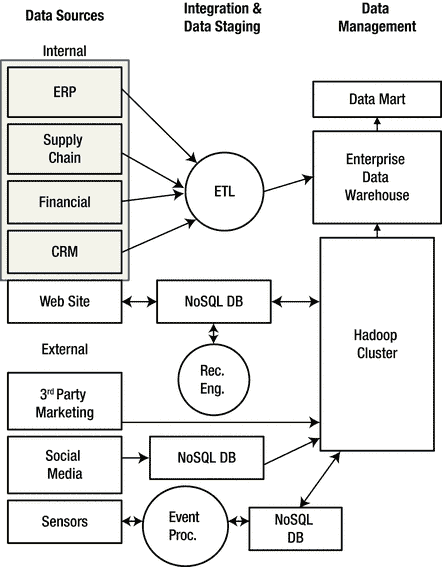 Data Sources
Integration &
Data Staging
Data
Management
Internal
ERP
Supply
Chain
Financial
CRM
ETL
Data Mart
Enterprise
Data
Warehouse
Web Site
NoSQL DB
Hadoop
Cluster
Rec.
Eng.
External
3rd Party
Marketing
Social
Media
NoSQL DB
Sensors
Event
Proc.
NoSQL
DB